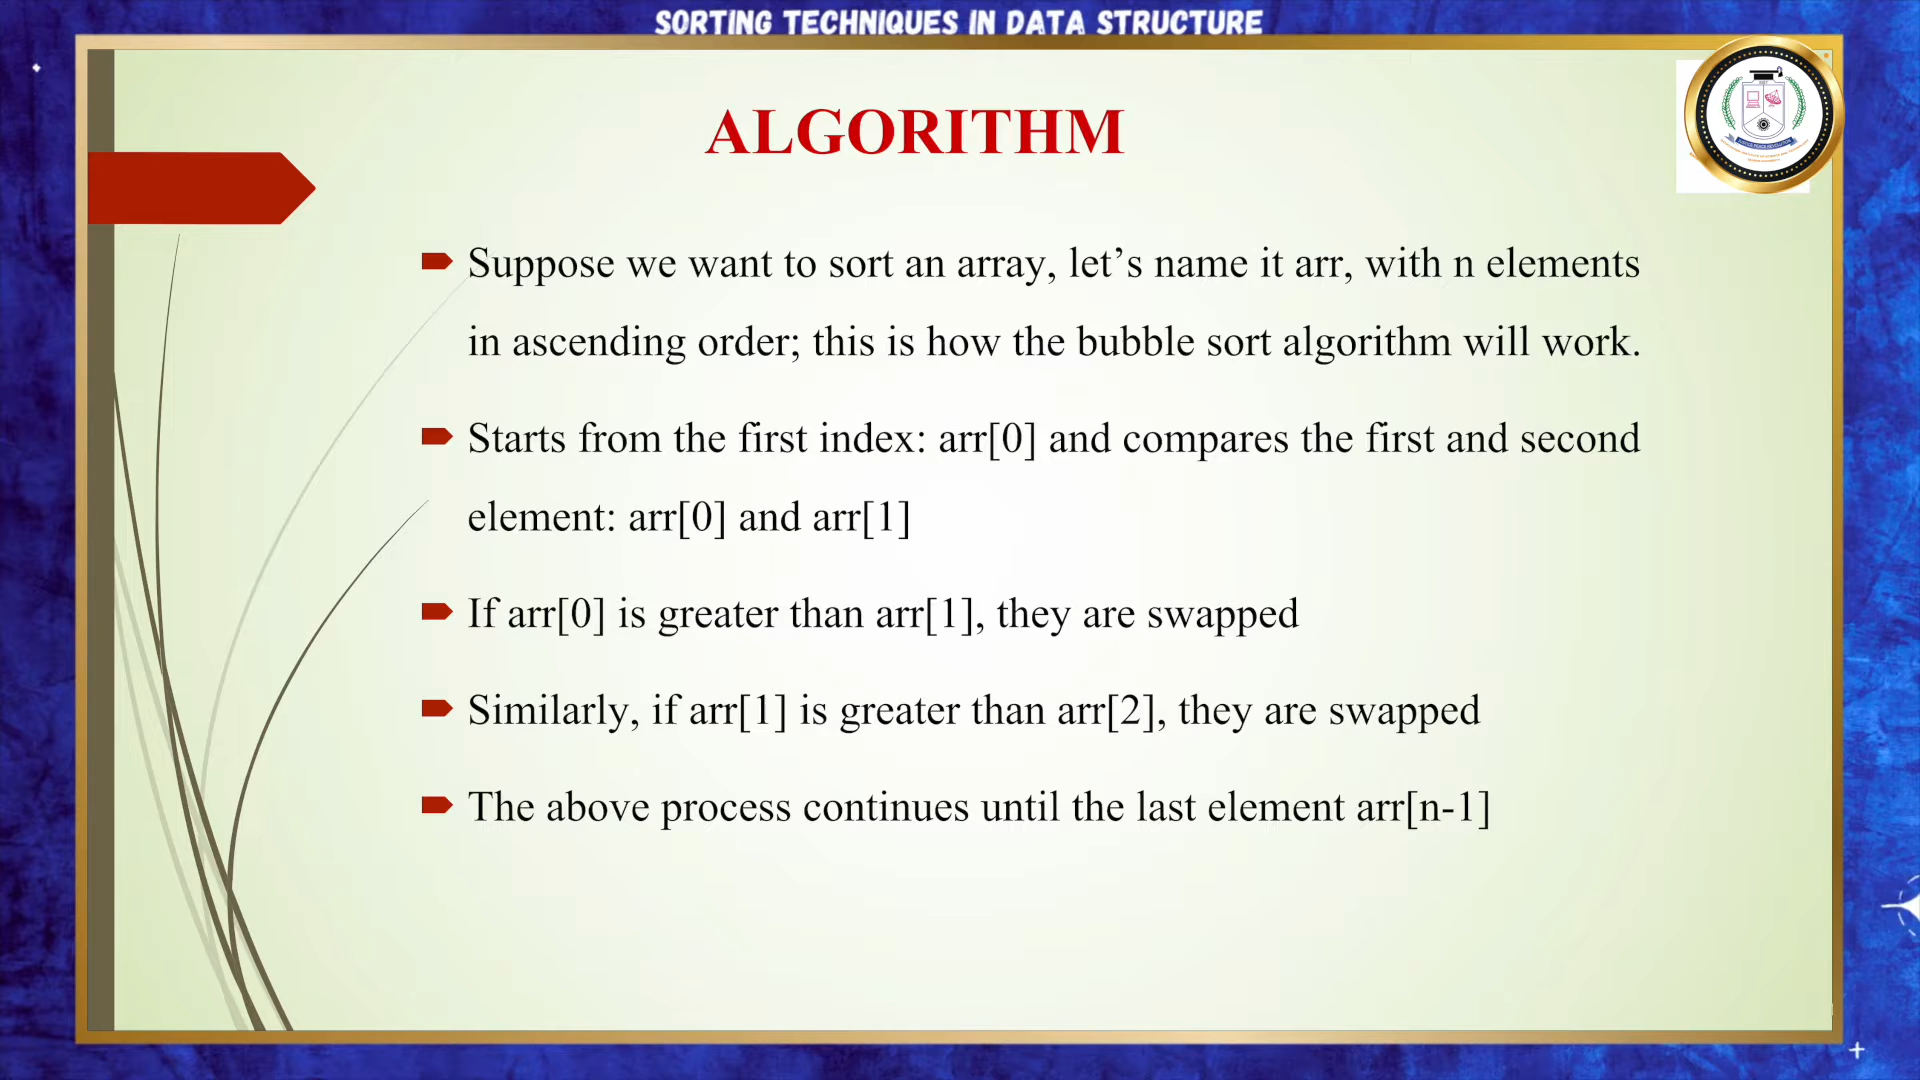 SORTING TECHNIQUES IN DATA STRUCTURE
ALGORITHM
Suppose we want to sort an array, let’s name it arr, with n elements
in ascending order; this is how the bubble sort algorithm will work.
Starts from the first index: arr[0] and compares the first and second
element: arr[0] and arr[1]
If arr[0] is greater than arr[1], they are swapped
Similarly, if arr[1] is greater than arr[2], they are swapped
The above process continues until the last element arr[n-1]